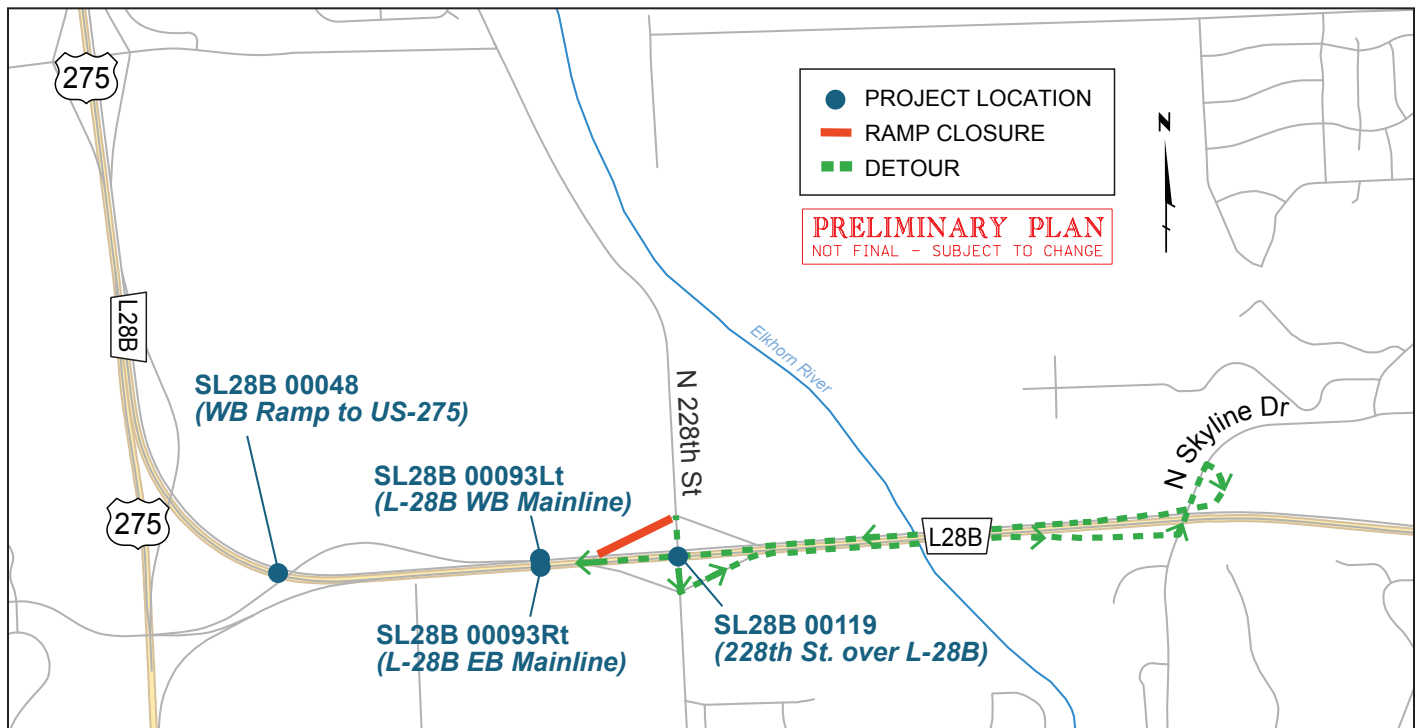 275
PROJECT LOCATION
RAMP CLOSURE
DETOUR
N
PRELIMINARY PLAN
NOT FINAL - SUBJECT TO CHANGE
L28B
Elkhorn River
SL28B 00048
(WB Ramp to US-275)
N 228th St
N Skyline Dr
SL28B 00093Lt
(L-28B WB Mainline)
275
L28B
SL28B 00093Rt
(L-28B EB Mainline)
SL28B 00119
(228th St. over L-28B)